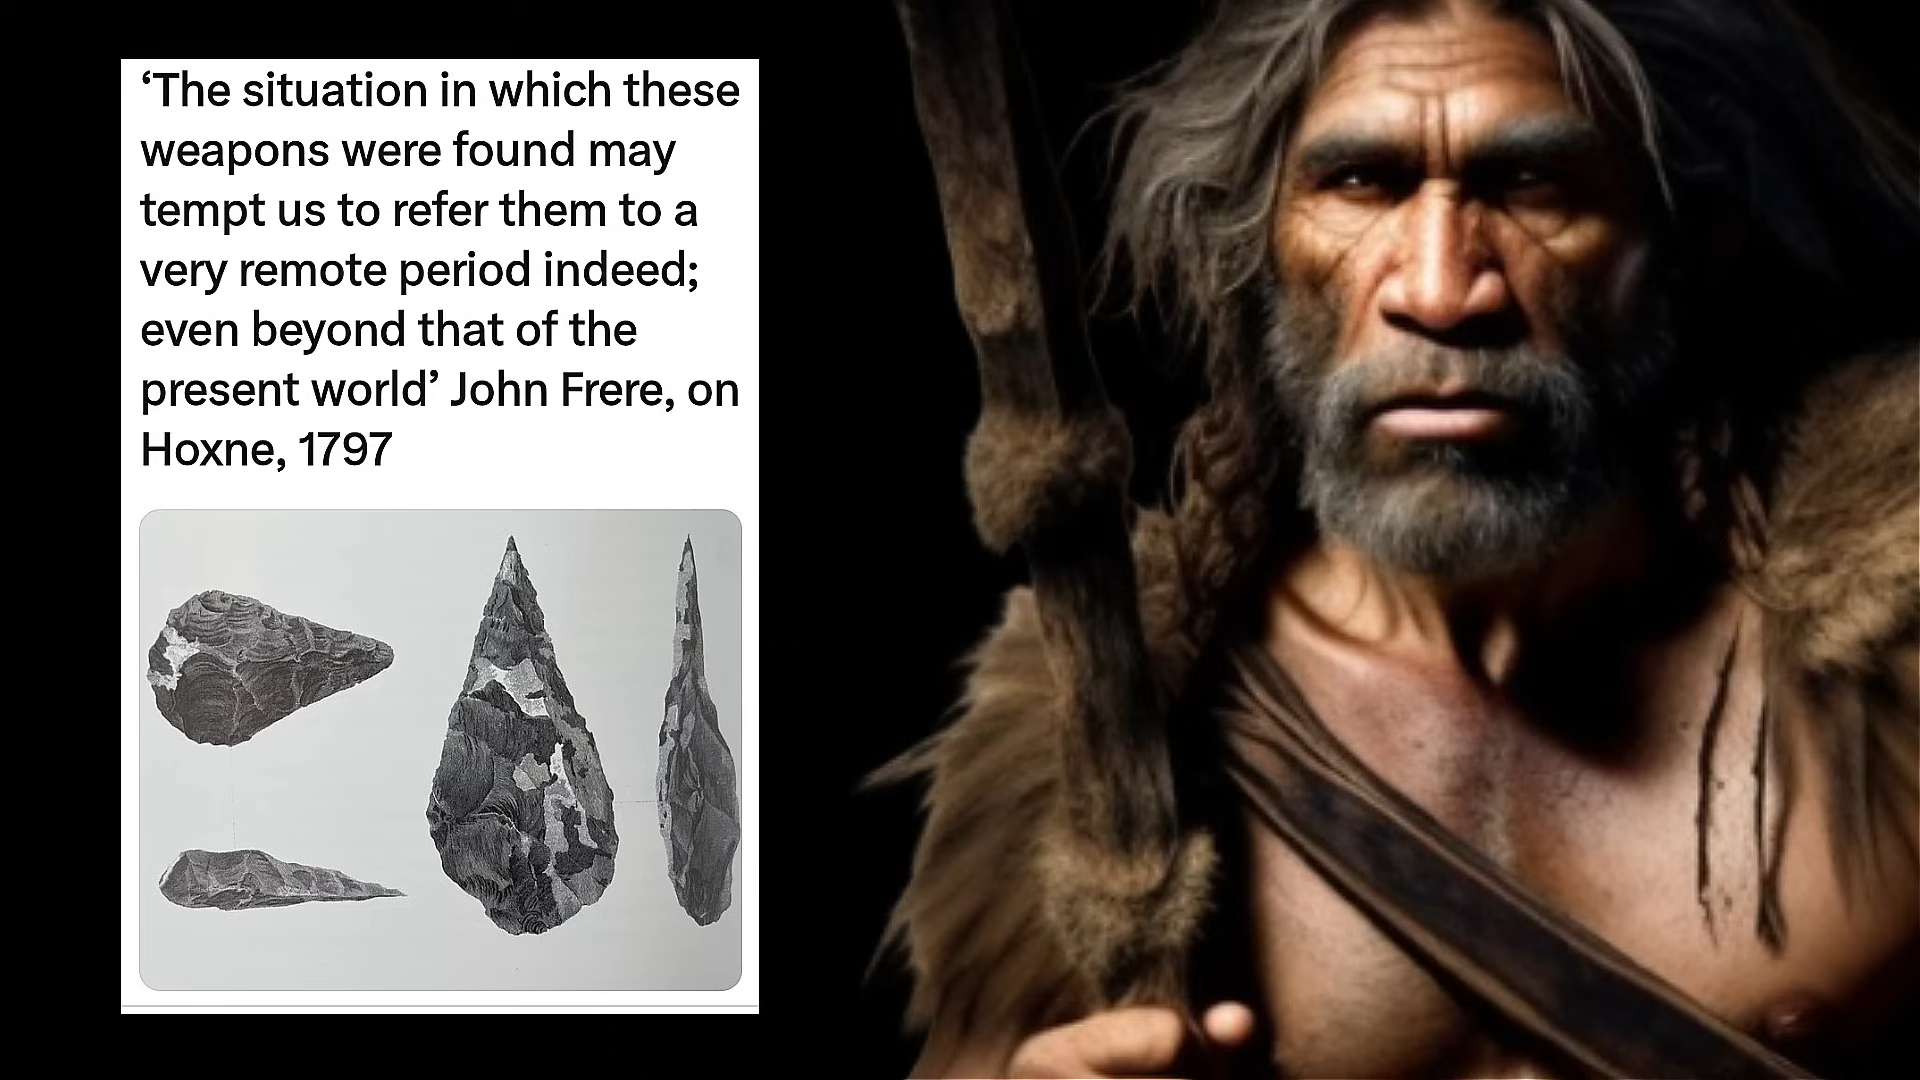 ‘The situation in which these
weapons were found may
tempt us to refer them to a
very remote period indeed;
even beyond that of the
present world’ John Frere, on
Hoxne, 1797